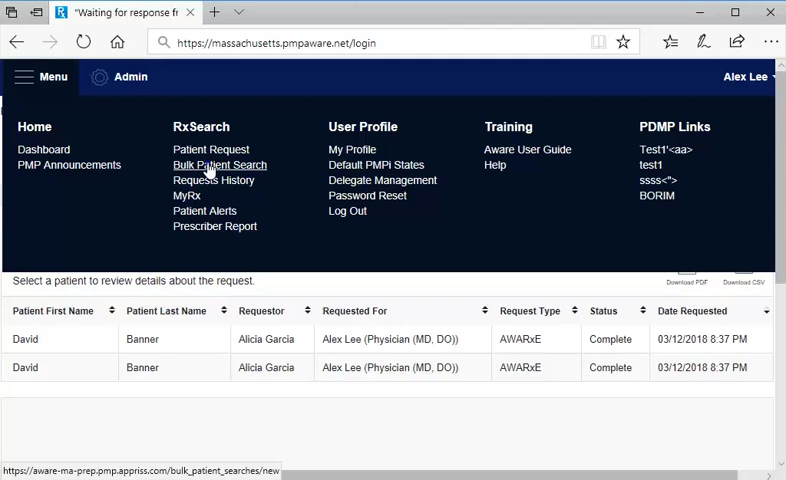 "Waiting for response fr
https://massachusetts.pmpaware.net/login
Menu
Admin
Alex Lee
Home
Dashboard
PMP Announcements
RxSearch
Patient Request
Bulk Patient Search
Requests History
MyRx
Patient Alerts
Prescriber Report
User Profile
My Profile
Default PMPi States
Delegate Management
Password Reset
Log Out
Training
Aware User Guide
Help
PDMP Links
Test1'<aa>
test1
ssss<">
BORIM
Select a patient to review details about the request.
Download PDF Download CSV
Patient First Name Patient Last Name Requestor Requested For Request Type Status Date Requested
David Banner Alicia Garcia Alex Lee (Physician (MD, DO)) AWARxE Complete 03/12/2018 8:37 PM
David Banner Alicia Garcia Alex Lee (Physician (MD, DO)) AWARxE Complete 03/12/2018 8:37 PM
https://aware-ma-prep.pmp.appriss.com/bulk_patient_searches/new